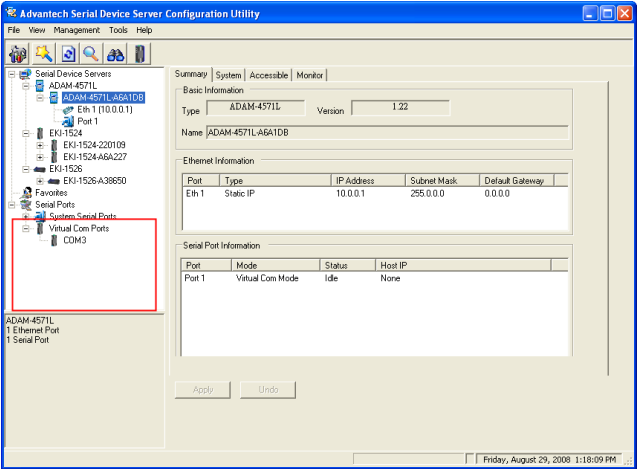 Advantech Serial Device Server Configuration Utility
File View Management Tools Help
Serial Device Servers
ADAM-4571L
ADAM-4571L-A6A1DB
Eth 1 (10.0.0.1)
Port 1
EKI-1524
EKI-1524-220109
EKI-1524-A6A227
EKI-1526
EKI-1526-A38650
Favorites
Serial Ports
System Serial Ports
Virtual Com Ports
COM3
ADAM-4571L
1 Ethernet Port
1 Serial Port
Summary System Accessible Monitor
Basic Information
Type ADAM-4571L Version 1.22
Name ADAM-4571L-A6A1DB
Ethernet Information
Port Type IP Address Subnet Mask Default Gateway
Eth 1 Static IP 10.0.0.1 255.0.0.0 0.0.0.0
Serial Port Information
Port Mode Status Host IP
Port 1 Virtual Com Mode Idle None
Apply Undo
Friday, August 29, 2008 1:18:09 PM